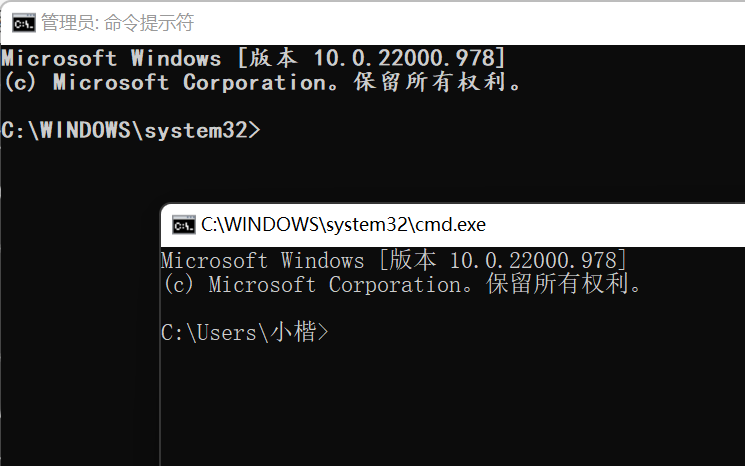 管理员: 命令提示符
Microsoft Windows [版本 10.0.22000.978]
(c) Microsoft Corporation。保留所有权利。
C:\WINDOWS\system32>
C:\WINDOWS\system32\cmd.exe
Microsoft Windows [版本 10.0.22000.978]
(c) Microsoft Corporation。保留所有权利。
C:\Users\小楷>